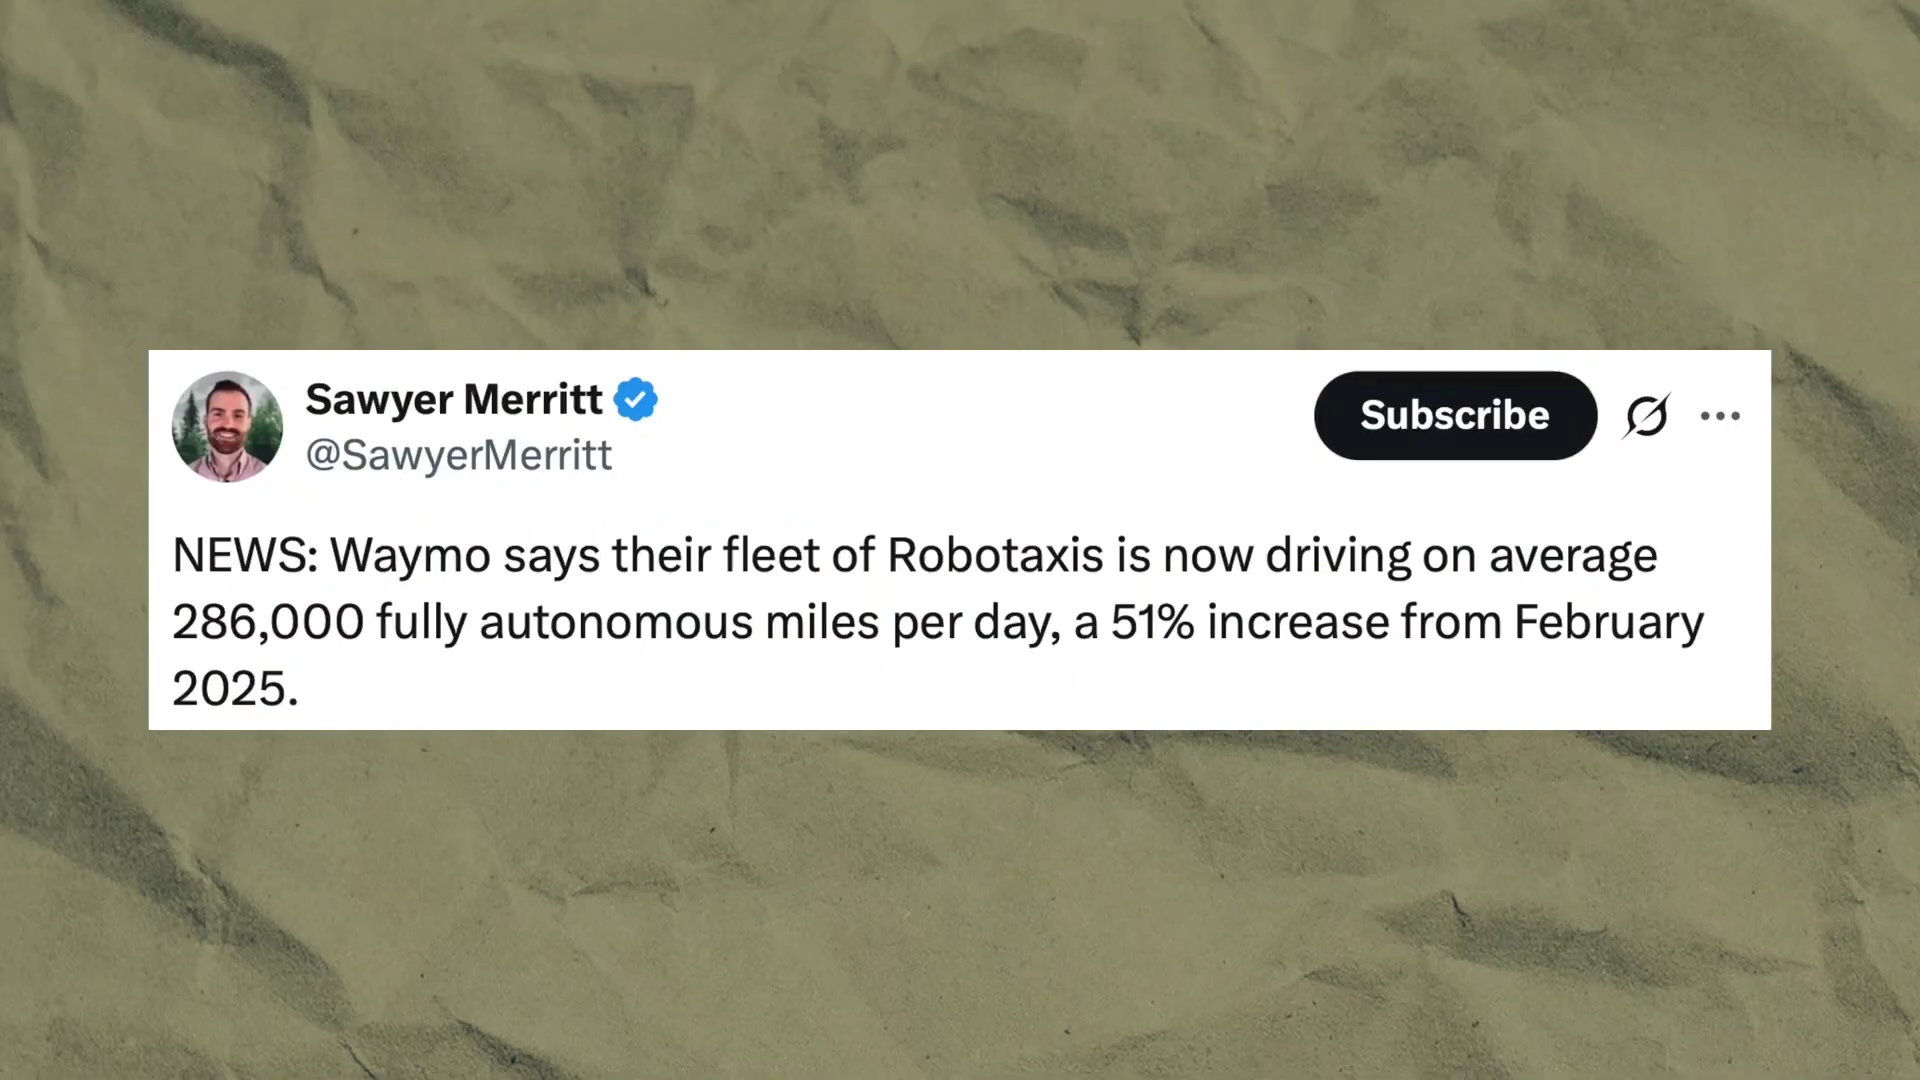 Sawyer Merritt
@SawyerMerritt
Subscribe
NEWS: Waymo says their fleet of Robotaxis is now driving on average
286,000 fully autonomous miles per day, a 51% increase from February
2025.